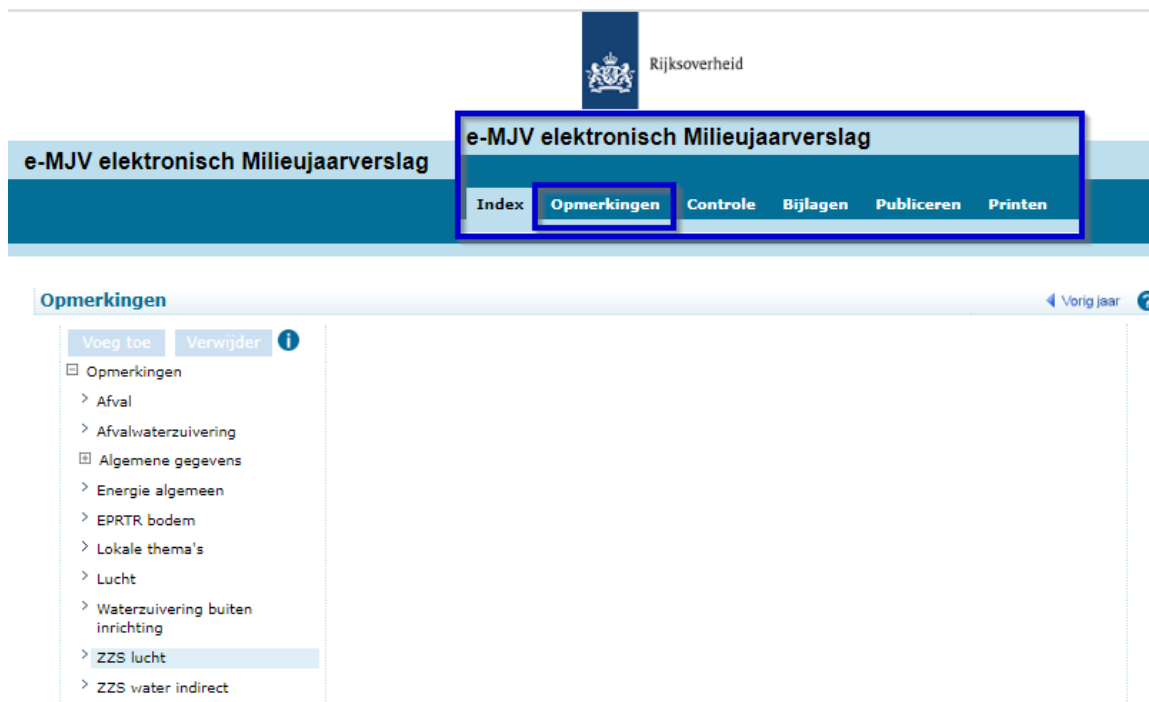 Rijksoverheid
e-MJV elektronisch Milieujaarverslag
e-MJV elektronisch Milieujaarverslag
Index Opmerkingen Controle Bijlagen Publiceren Printen
Opmerkingen
Vorig jaar ?
Voeg toe Verwijder i
Opmerkingen
Afval
Afvalwaterzuivering
Algemene gegevens
Energie algemeen
EPRTR bodem
Lokale thema's
Lucht
Waterzuivering buiten
inrichting
ZZS lucht
ZZS water indirect